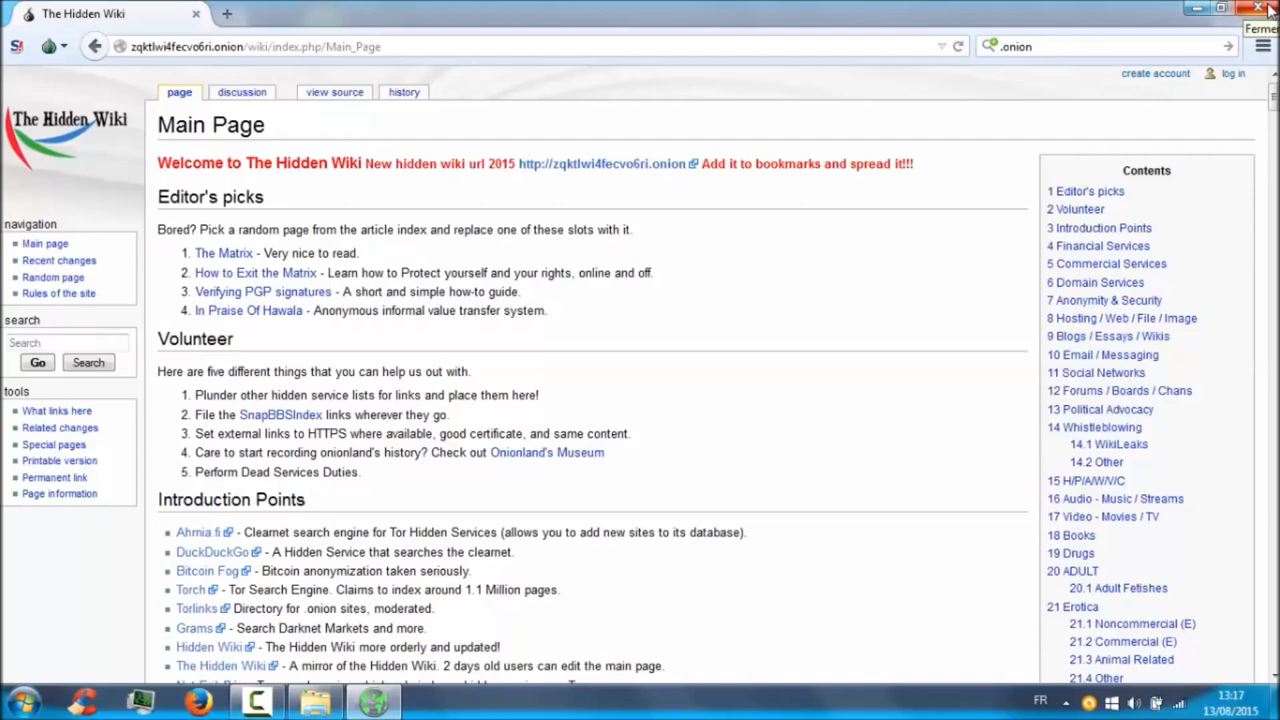 The Hidden Wiki
zqktlwi4fecvo6ri.onion/wiki/index.php/Main_Page
.onion
Fermer
create account log in
page discussion view source history
The Hidden Wiki
Main Page
Welcome to The Hidden Wiki New hidden wiki url 2015 http://zqktlwi4fecvo6ri.onion Add it to bookmarks and spread it!!!
Editor's picks
Bored? Pick a random page from the article index and replace one of these slots with it.
1. The Matrix - Very nice to read.
2. How to Exit the Matrix - Learn how to Protect yourself and your rights, online and off.
3. Verifying PGP signatures - A short and simple how-to guide.
4. In Praise Of Hawala - Anonymous informal value transfer system.
Volunteer
Here are five different things that you can help us out with.
1. Plunder other hidden service lists for links and place them here!
2. File the SnapBBSIndex links wherever they go.
3. Set external links to HTTPS where available, good certificate, and same content.
4. Care to start recording onionland's history? Check out Onionland's Museum
5. Perform Dead Services Duties.
Introduction Points
Ahmia.fi - Clearnet search engine for Tor Hidden Services (allows you to add new sites to its database).
DuckDuckGo - A Hidden Service that searches the clearnet.
Bitcoin Fog - Bitcoin anonymization taken seriously.
Torch - Tor Search Engine. Claims to index around 1.1 Million pages.
Torlinks Directory for .onion sites, moderated.
Grams - Search Darknet Markets and more.
Hidden Wiki - The Hidden Wiki more orderly and updated!
The Hidden Wiki - A mirror of the Hidden Wiki. 2 days old users can edit the main page.
navigation
Main page
Recent changes
Random page
Rules of the site
search
Search
Go Search
tools
What links here
Related changes
Special pages
Printable version
Permanent link
Page information
Contents
1 Editor's picks
2 Volunteer
3 Introduction Points
4 Financial Services
5 Commercial Services
6 Domain Services
7 Anonymity & Security
8 Hosting / Web / File / Image
9 Blogs / Essays / Wikis
10 Email / Messaging
11 Social Networks
12 Forums / Boards / Chans
13 Political Advocacy
14 Whistleblowing
14.1 WikiLeaks
14.2 Other
15 H/P/A/W/V/C
16 Audio - Music / Streams
17 Video - Movies / TV
18 Books
19 Drugs
20 ADULT
20.1 Adult Fetishes
21 Erotica
21.1 Noncommercial (E)
21.2 Commercial (E)
21.3 Animal Related
21.4 Other
FR
13:17
13/08/2015